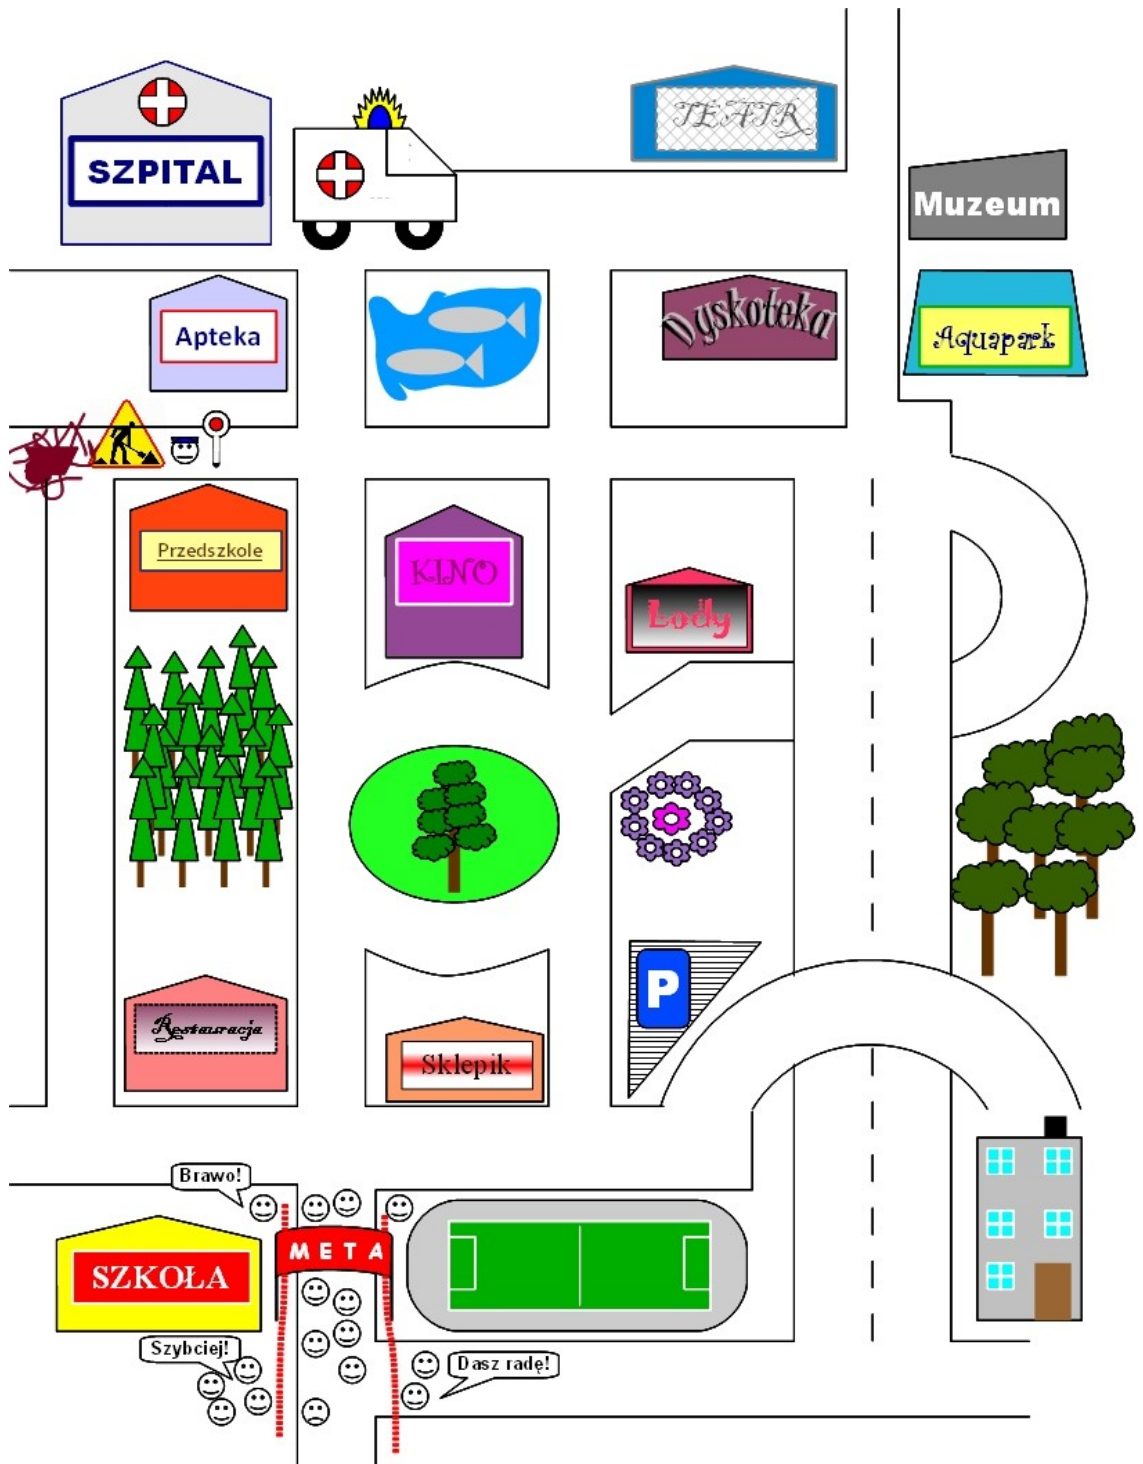 TEATR
SZPITAL
Muzeum
Apteka
Dyskoteka
Aquapark
Przedszkole
KINO
Lody
P
Restauracja
Sklepik
Brawo!
META
SZKOŁA
Szybciej!
Dasz radę!